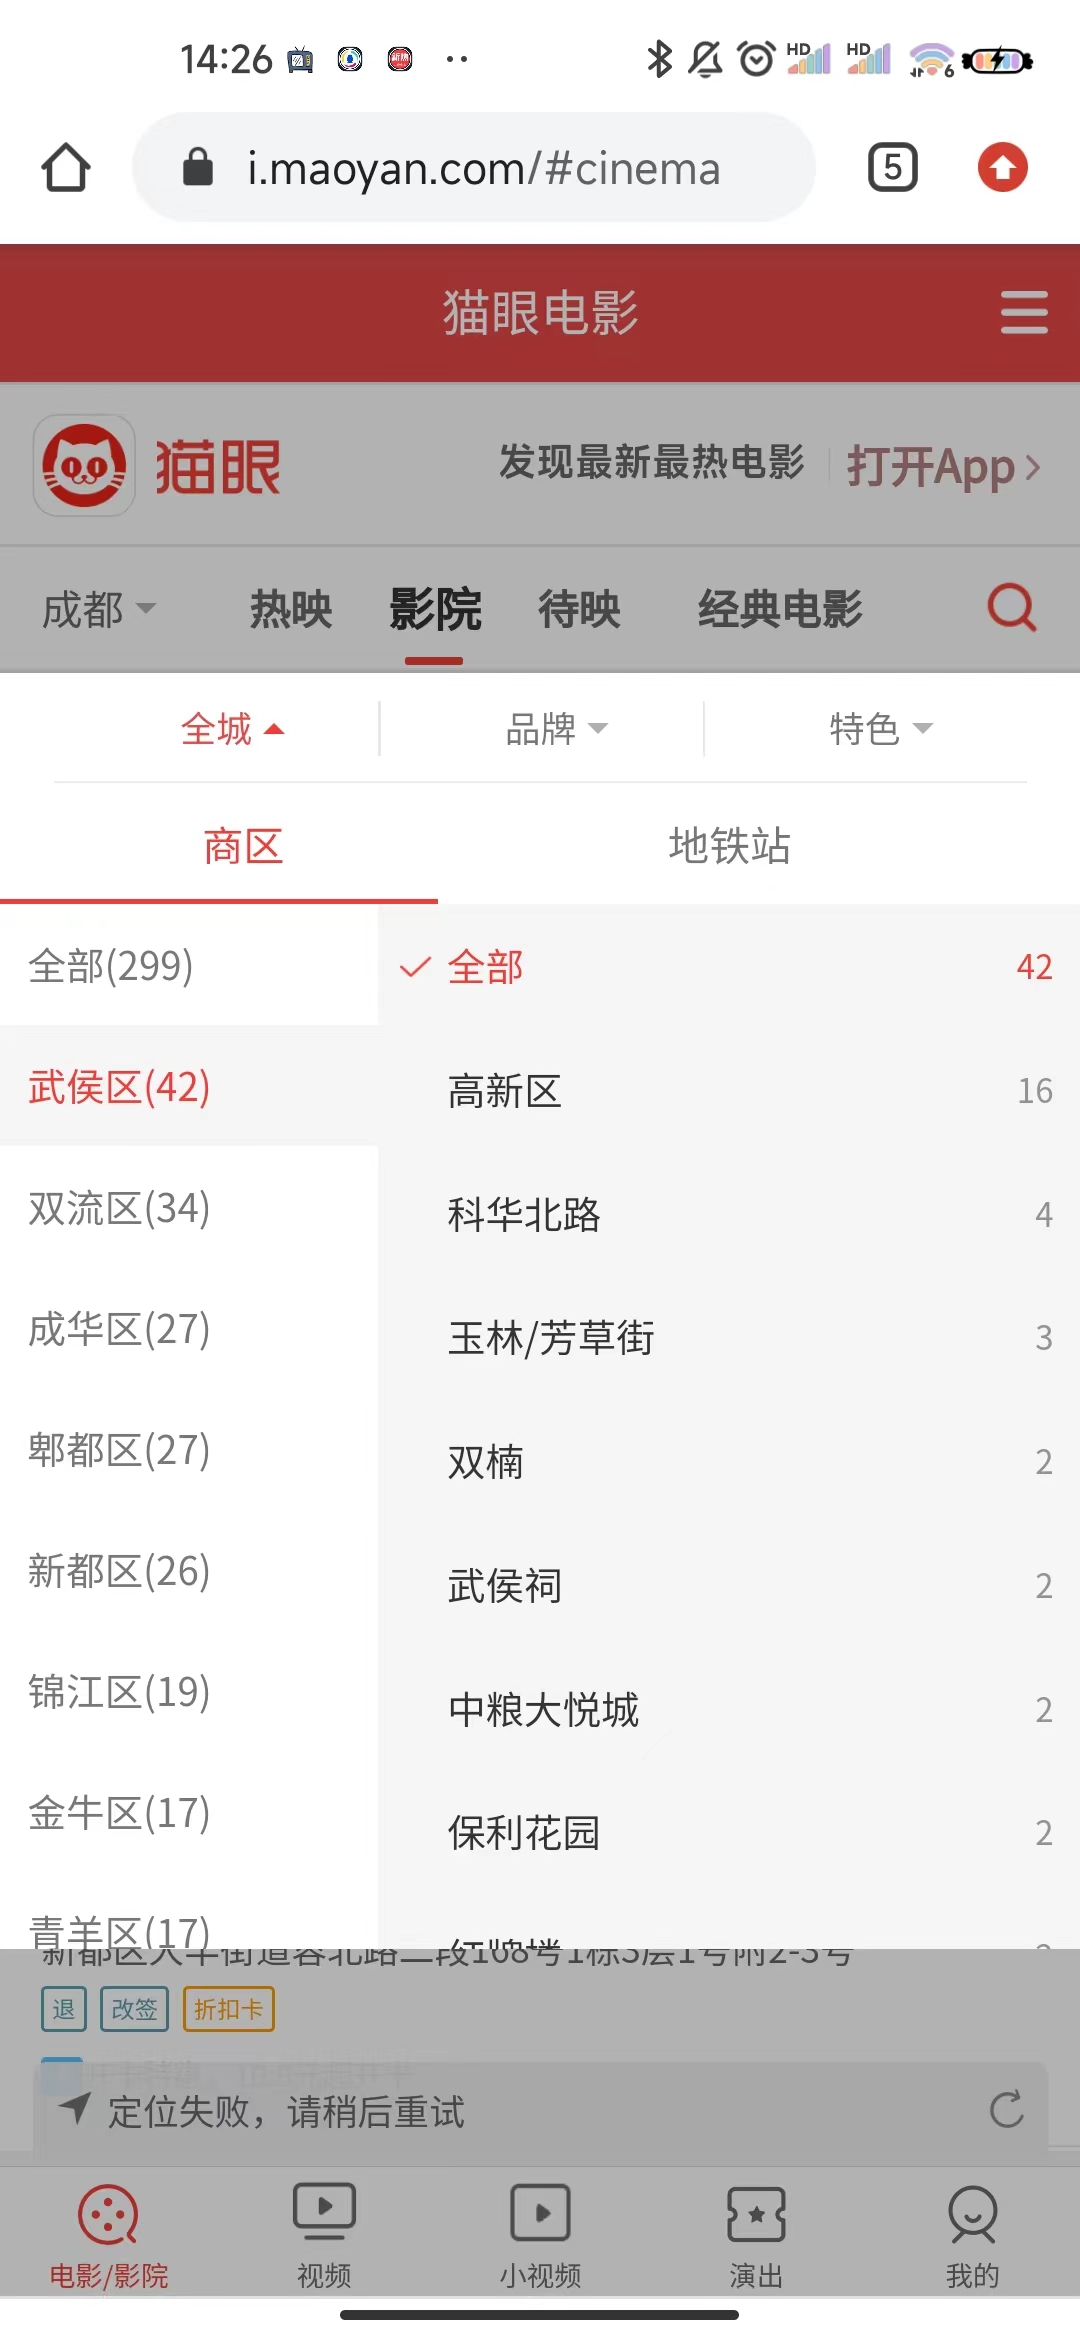 14:26
HD
HD
6
i.maoyan.com/#cinema
5
猫眼电影
猫眼
发现最新最热电影
打开App
成都
热映
影院
待映
经典电影
全城
品牌
特色
商区
地铁站
全部(299)
全部
42
武侯区(42)
高新区
16
双流区(34)
科华北路
4
成华区(27)
玉林/芳草街
3
郫都区(27)
双楠
2
新都区(26)
武侯祠
2
锦江区(19)
中粮大悦城
2
金牛区(17)
保利花园
2
青羊区(17)
新都区大丰街道蓉北路二段168号1栋3层1号附2-3号
退
改签
折扣卡
定位失败，请稍后重试
电影/影院
视频
小视频
演出
我的